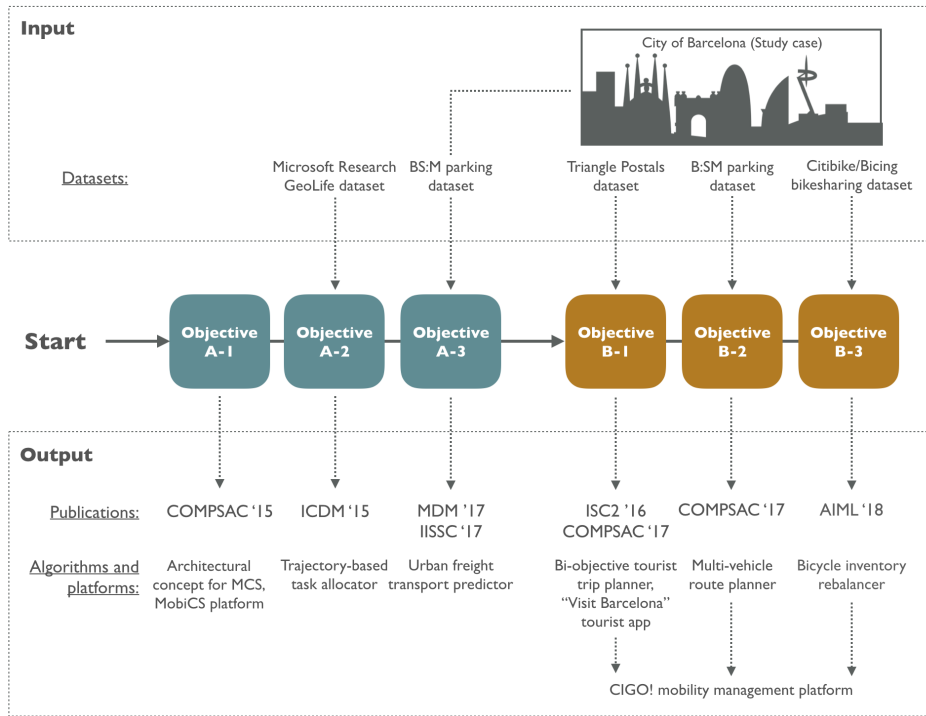 Input
City of Barcelona (Study case)
Datasets:
Microsoft Research
GeoLife dataset
BS:M parking
dataset
Triangle Postals
dataset
B:SM parking
dataset
Citibike/Bicing
bikesharing dataset
Start
Objective
A-1
Objective
A-2
Objective
A-3
Objective
B-1
Objective
B-2
Objective
B-3
Output
Publications:
COMPSAC ‘15
ICDM ‘15
MDM ’17
IISSC ‘17
ISC2 ’16
COMPSAC ‘17
COMPSAC ‘17
AIML ‘18
Algorithms and
platforms:
Architectural
concept for MCS,
MobiCS platform
Trajectory-based
task allocator
Urban freight
transport predictor
Bi-objective tourist
trip planner,
“Visit Barcelona”
tourist app
Multi-vehicle
route planner
Bicycle inventory
rebalancer
CIGO! mobility management platform